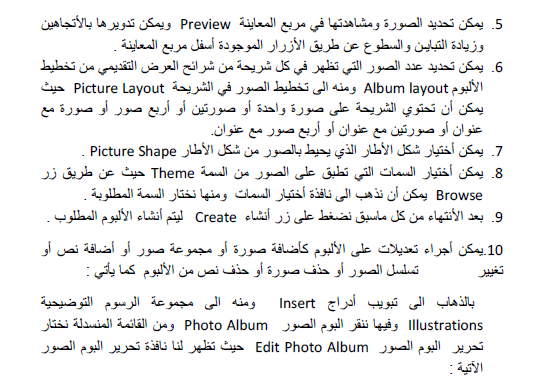 5. يمكن تحديد الصورة ومشاهدتها في مربع المعاينة Preview ويمكن تدويرها بالأتجاهين
وزيادة التباين والسطوع عن طريق الأزرار الموجودة أسفل مربع المعاينة .
6. يمكن تحديد عدد الصور التي تظهر في كل شريحة من شرائح العرض التقديمي من تخطيط
الألبوم Album layout ومنه الى تخطيط الصور في الشريحة Picture Layout حيث
يمكن أن تحتوي الشريحة على صورة واحدة أو صورتين أو أربع صور أو صورة مع
عنوان أو صورتين مع عنوان أو أربع صور مع عنوان.
7. يمكن أختيار شكل الأطار الذي يحيط بالصور من شكل الأطار Picture Shape .
8. يمكن أختيار السمات التي تطبق على الصور من السمة Theme حيث عن طريق زر
Browse يمكن أن نذهب الى نافذة أختيار السمات ومنها نختار السمة المطلوبة .
9. بعد الأنتهاء من كل ماسبق نضغط على زر أنشاء Create ليتم أنشاء الألبوم المطلوب .
10.يمكن أجراء تعديلات على الألبوم كأضافة صورة أو مجموعة صور أو أضافة نص أو
تغيير تسلسل الصور أو حذف صورة أو حذف نص من الألبوم كما يأتي :
بالذهاب الى تبويب أدراج Insert ومنه الى مجموعة الرسوم التوضيحية
Illustrations وفيها ننقر البوم الصور Photo Album ومن القائمة المنسدلة نختار
تحرير البوم الصور Edit Photo Album حيث تظهر لنا نافذة تحرير البوم الصور
الآتية :